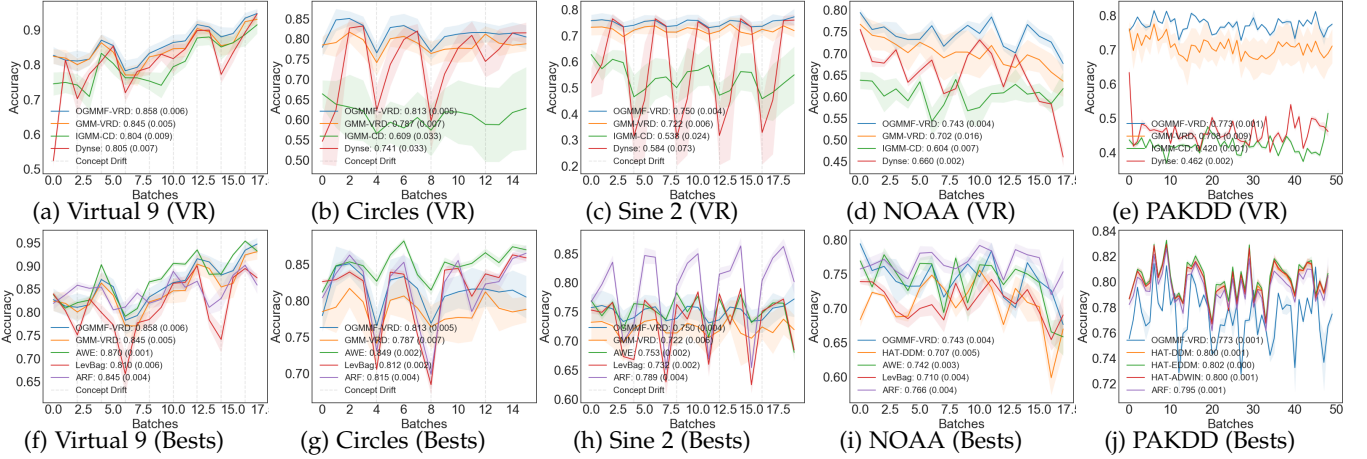 Accuracy
0.9
0.8
0.7
0.6
0.5
OGMMF-VRD: 0.858 (0.006)
GMM-VRD: 0.845 (0.005)
IGMM-CD: 0.804 (0.009)
Dynse: 0.805 (0.007)
Concept Drift
0.0 2.5 5.0 7.5 10.0 12.5 15.0 17.5
Batches
(a) Virtual 9 (VR)
Accuracy
0.85
0.80
0.75
0.70
0.65
0.60
0.55
0.50
OGMMF-VRD: 0.813 (0.005)
GMM-VRD: 0.787 (0.007)
IGMM-CD: 0.609 (0.033)
Dynse: 0.741 (0.033)
Concept Drift
0 2 4 6 8 10 12 14
Batches
(b) Circles (VR)
Accuracy
0.8
0.7
0.6
0.5
0.4
0.3
0.2
OGMMF-VRD: 0.750 (0.004)
GMM-VRD: 0.722 (0.006)
IGMM-CD: 0.538 (0.024)
Dynse: 0.584 (0.073)
Concept Drift
0.0 2.5 5.0 7.5 10.0 12.5 15.0 17.5
Batches
(c) Sine 2 (VR)
Accuracy
0.80
0.75
0.70
0.65
0.60
0.55
0.50
0.45
OGMMF-VRD: 0.743 (0.004)
GMM-VRD: 0.702 (0.016)
IGMM-CD: 0.604 (0.007)
Dynse: 0.660 (0.002)
0.0 2.5 5.0 7.5 10.0 12.5 15.0 17.5
Batches
(d) NOAA (VR)
Accuracy
0.8
0.7
0.6
0.5
0.4
OGMMF-VRD: 0.773 (0.001)
GMM-VRD: 0.703 (0.009)
IGMM-CD: 0.420 (0.001)
Dynse: 0.462 (0.002)
0 10 20 30 40 50
Batches
(e) PAKDD (VR)
Accuracy
0.95
0.90
0.85
0.80
0.75
0.70
0.65
OGMMF-VRD: 0.858 (0.006)
GMM-VRD: 0.845 (0.005)
AWE: 0.870 (0.001)
LevBag: 0.810 (0.006)
ARF: 0.845 (0.004)
Concept Drift
0.0 2.5 5.0 7.5 10.0 12.5 15.0 17.5
Batches
(f) Virtual 9 (Bests)
Accuracy
0.85
0.80
0.75
0.70
OGMMF-VRD: 0.813 (0.005)
GMM-VRD: 0.787 (0.007)
AWE: 0.849 (0.002)
LevBag: 0.812 (0.002)
ARF: 0.815 (0.004)
Concept Drift
0 2 4 6 8 10 12 14
Batches
(g) Circles (Bests)
Accuracy
0.85
0.80
0.75
0.70
0.65
0.60
OGMMF-VRD: 0.750 (0.004)
GMM-VRD: 0.722 (0.006)
AWE: 0.753 (0.002)
LevBag: 0.732 (0.002)
ARF: 0.789 (0.004)
Concept Drift
0.0 2.5 5.0 7.5 10.0 12.5 15.0 17.5
Batches
(h) Sine 2 (Bests)
Accuracy
0.80
0.75
0.70
0.65
0.60
OGMMF-VRD: 0.743 (0.004)
HAT-DDM: 0.707 (0.005)
AWE: 0.742 (0.003)
LevBag: 0.710 (0.004)
ARF: 0.766 (0.004)
0.0 2.5 5.0 7.5 10.0 12.5 15.0 17.5
Batches
(i) NOAA (Bests)
Accuracy
0.84
0.82
0.80
0.78
0.76
0.74
0.72
OGMMF-VRD: 0.773 (0.001)
HAT-DDM: 0.800 (0.001)
HAT-EDDM: 0.802 (0.000)
HAT-ADWIN: 0.800 (0.001)
ARF: 0.795 (0.001)
0 10 20 30 40 50
Batches
(j) PAKDD (Bests)